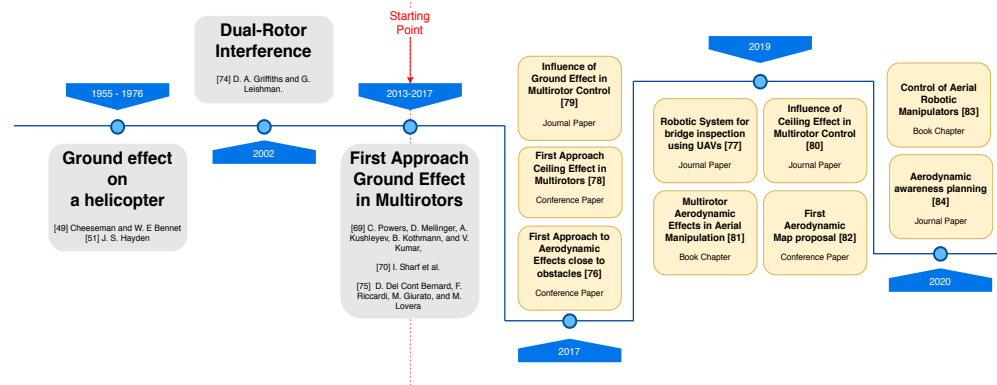 1955 - 1976
Ground effect
on
a helicopter
[49] Cheeseman and W. E Bennet
[51] J. S. Hayden
Dual-Rotor
Interference
[74] D. A. Griffiths and G.
Leishman.
2002
Starting
Point
2013-2017
First Approach
Ground Effect
in Multirotors
[69] C. Powers, D. Mellinger, A.
Kushleyev, B. Kothmann, and V.
Kumar,
[70] I. Sharf et al.
[75] D. Del Cont Bernard, F.
Riccardi, M. Giurato, and M.
Lovera
Influence of
Ground Effect in
Multirotor Control
[79]
Journal Paper
First Approach
Ceiling Effect in
Multirotors [78]
Conference Paper
First Approach to
Aerodynamic
Effects close to
obstacles [76]
Conference Paper
2017
2019
Robotic System for
bridge inspection
using UAVs [77]
Journal Paper
Influence of
Ceiling Effect in
Multirotor Control
[80]
Journal Paper
Multirotor
Aerodynamic
Effects in Aerial
Manipulation [81]
Book Chapter
First
Aerodynamic
Map proposal [82]
Conference Paper
Control of Aerial
Robotic
Manipulators [83]
Book Chapter
Aerodynamic
awareness planning
[84]
Journal Paper
2020